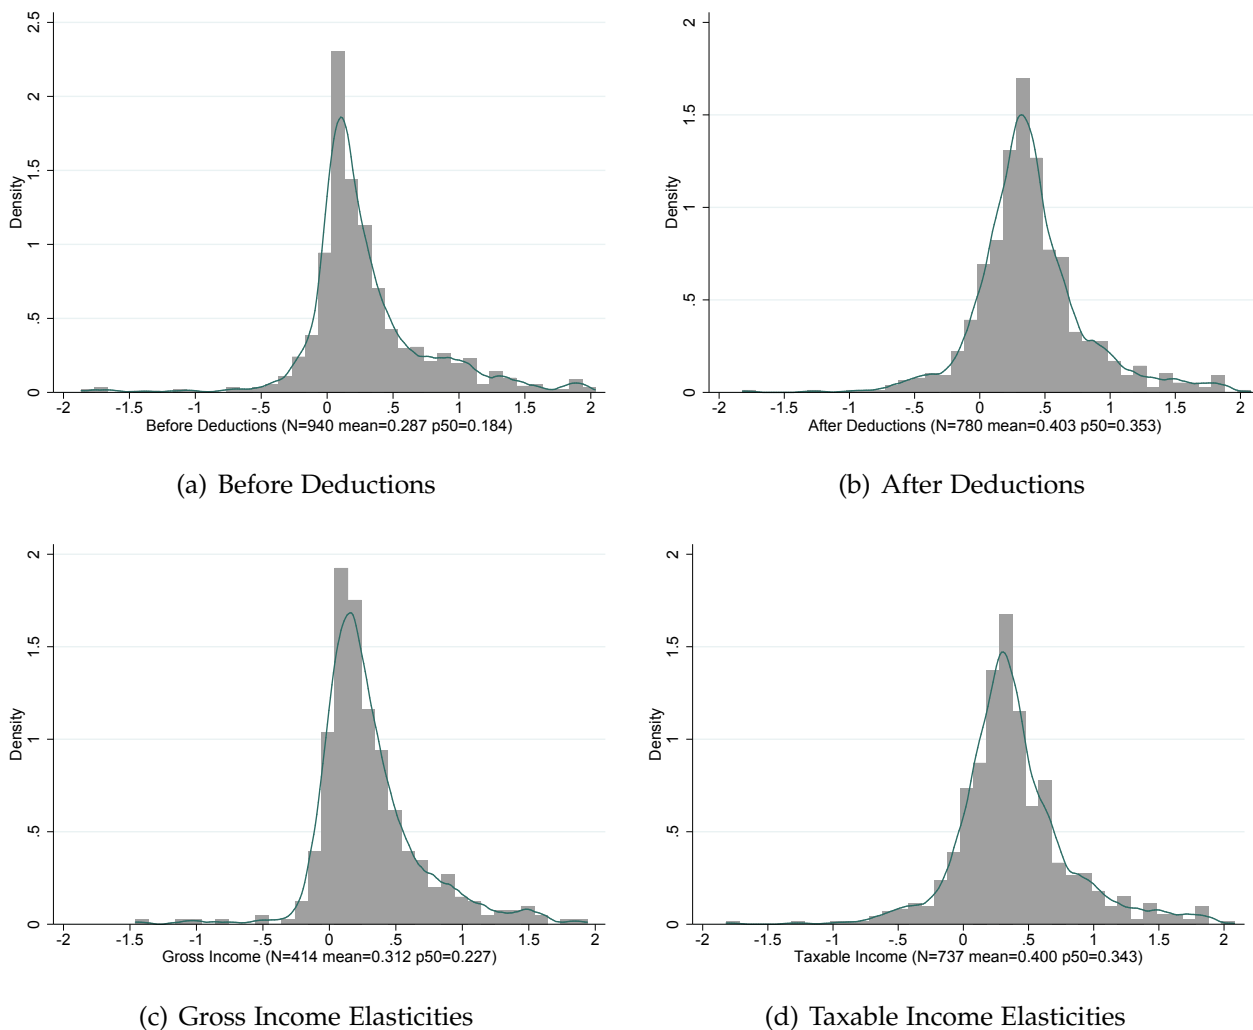 Density
2.5
2
1.5
1
.5
0
-2 -1.5 -1 -.5 0 .5 1 1.5 2
Before Deductions (N=940 mean=0.287 p50=0.184)
(a) Before Deductions
Density
2
1.5
1
.5
0
-2 -1.5 -1 -.5 0 .5 1 1.5 2
After Deductions (N=780 mean=0.403 p50=0.353)
(b) After Deductions
Density
2
1.5
1
.5
0
-2 -1.5 -1 -.5 0 .5 1 1.5 2
Gross Income (N=414 mean=0.312 p50=0.227)
(c) Gross Income Elasticities
Density
2
1.5
1
.5
0
-2 -1.5 -1 -.5 0 .5 1 1.5 2
Taxable Income (N=737 mean=0.400 p50=0.343)
(d) Taxable Income Elasticities